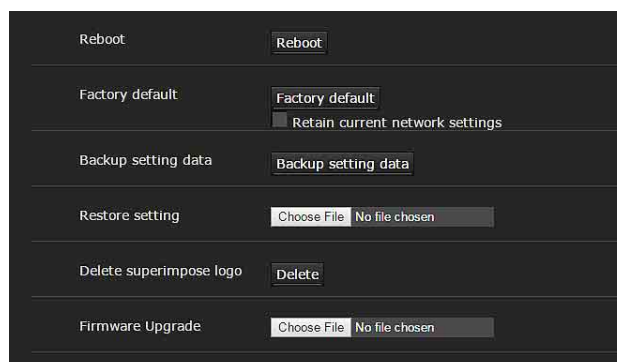 Reboot Reboot
Factory default Factory default
Retain current network settings
Backup setting data Backup setting data
Restore setting Choose File No file chosen
Delete superimpose logo Delete
Firmware Upgrade Choose File No file chosen